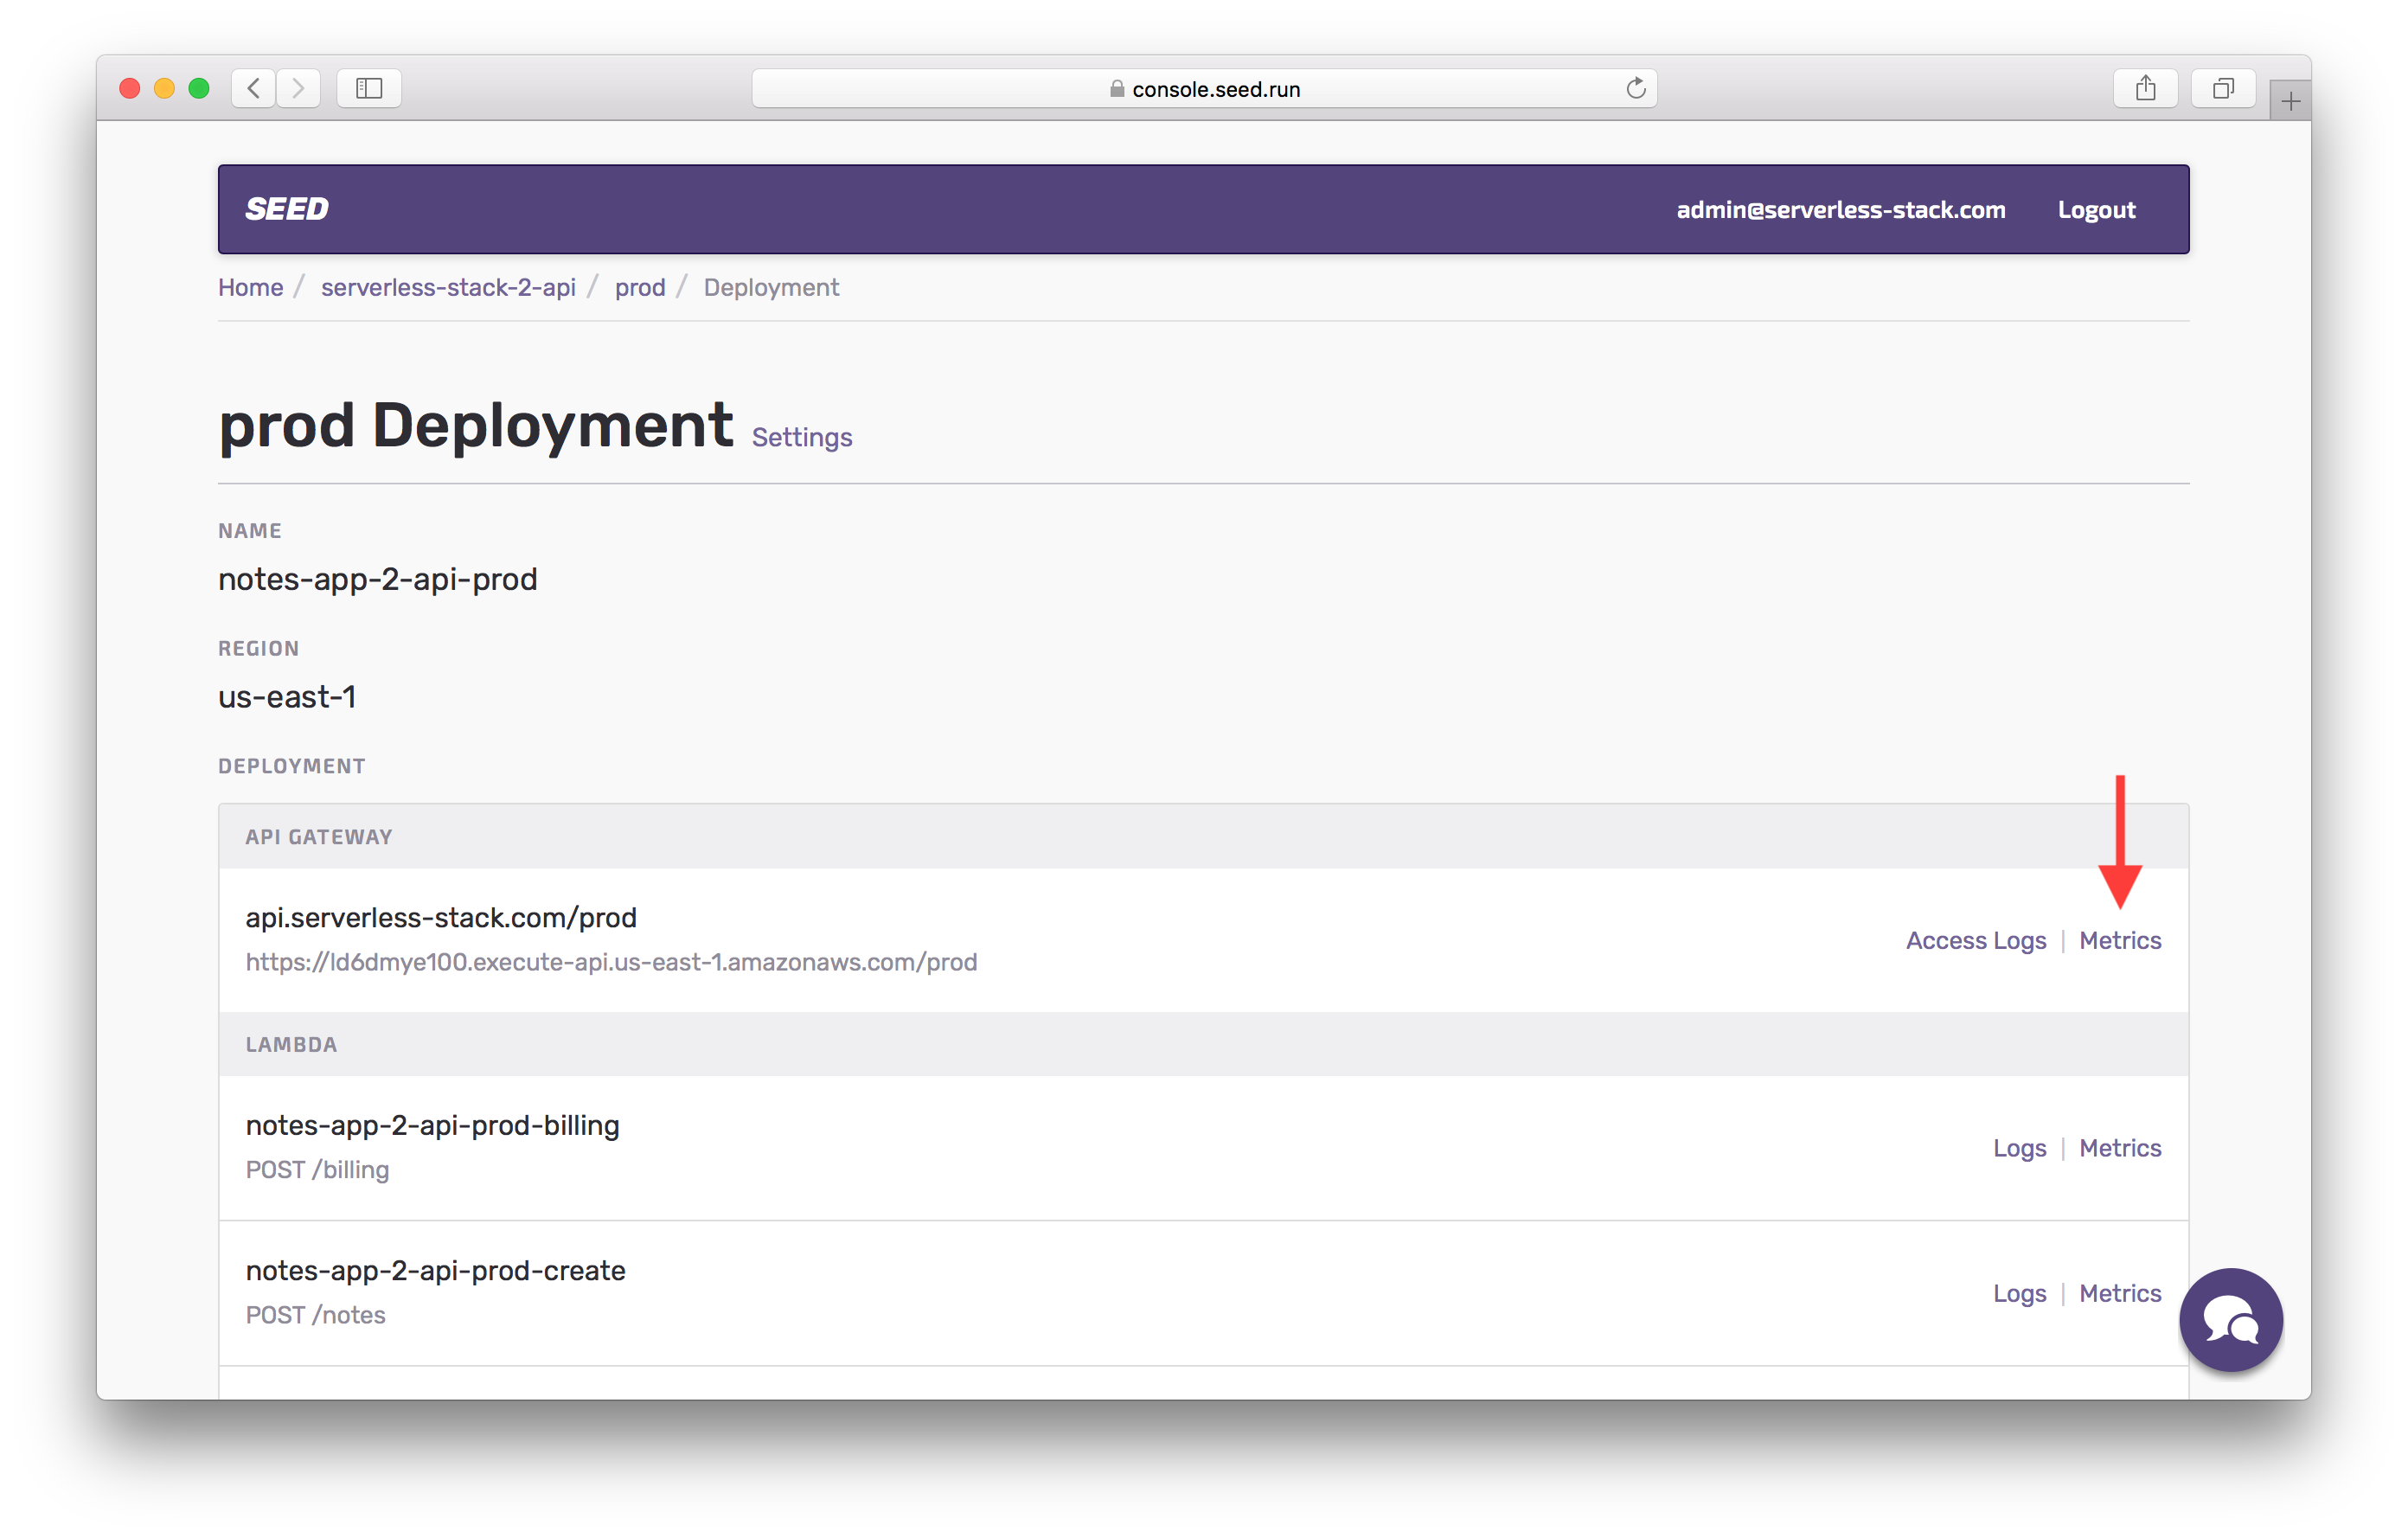 console.seed.run
SEED admin@serverless-stack.com Logout
Home / serverless-stack-2-api / prod / Deployment
prod Deployment Settings
NAME
notes-app-2-api-prod
REGION
us-east-1
DEPLOYMENT
API GATEWAY
api.serverless-stack.com/prod
https://ld6dmye100.execute-api.us-east-1.amazonaws.com/prod
Access Logs | Metrics
LAMBDA
notes-app-2-api-prod-billing
POST /billing
Logs | Metrics
notes-app-2-api-prod-create
POST /notes
Logs | Metrics